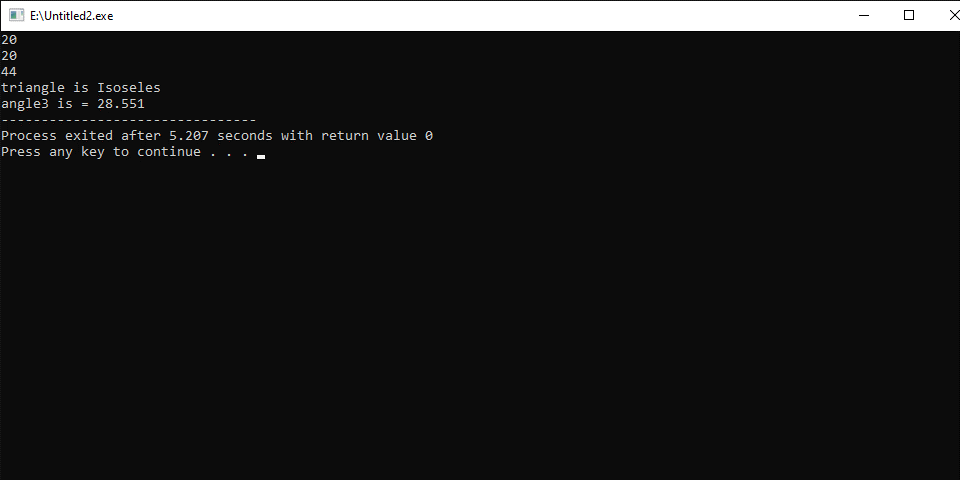 E:\Untitled2.exe
20
20
44
triangle is Isoseles
angle3 is = 28.551
--------------------------------
Process exited after 5.207 seconds with return value 0
Press any key to continue . . .